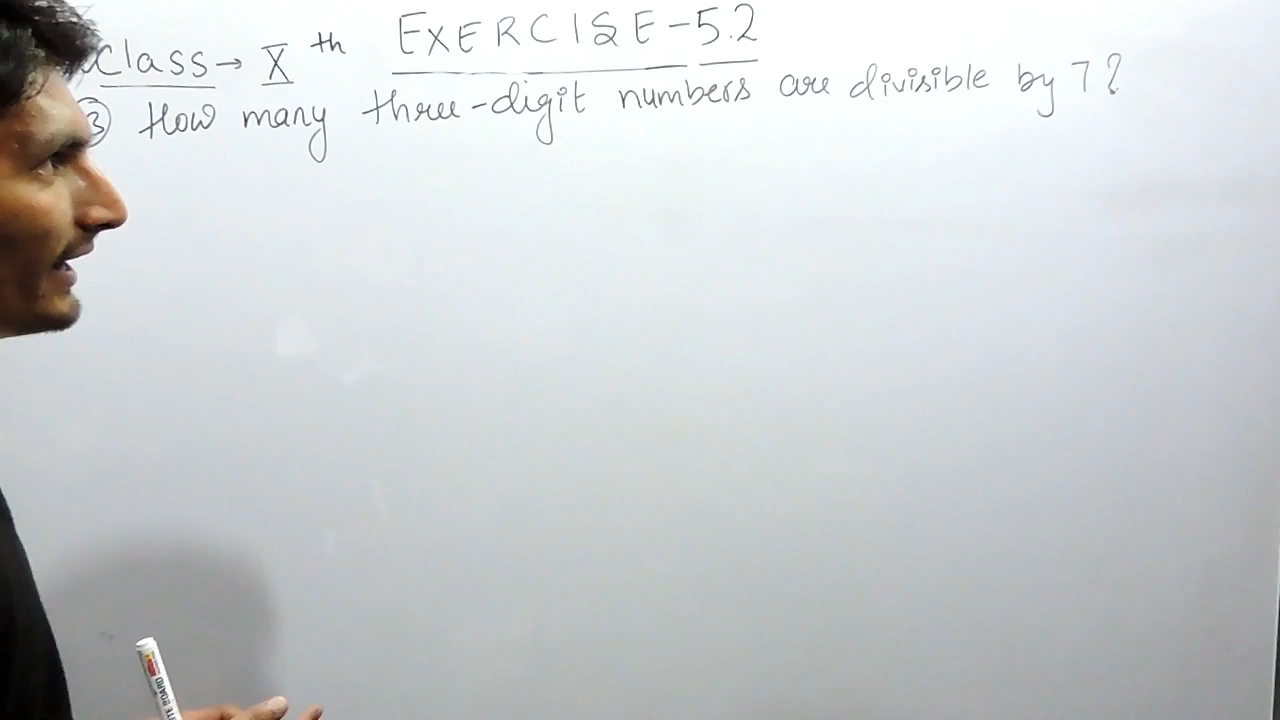 Class → X th EXERCISE-5.2
③ How many three-digit numbers are divisible by 7?